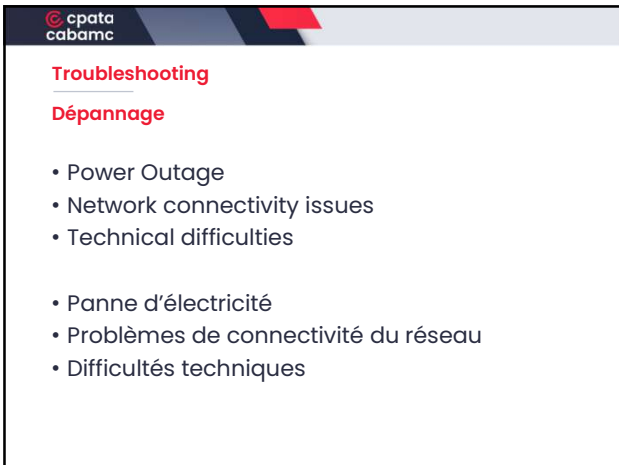 cpata
cabamc
Troubleshooting
Dépannage
• Power Outage
• Network connectivity issues
• Technical difficulties
• Panne d’électricité
• Problèmes de connectivité du réseau
• Difficultés techniques